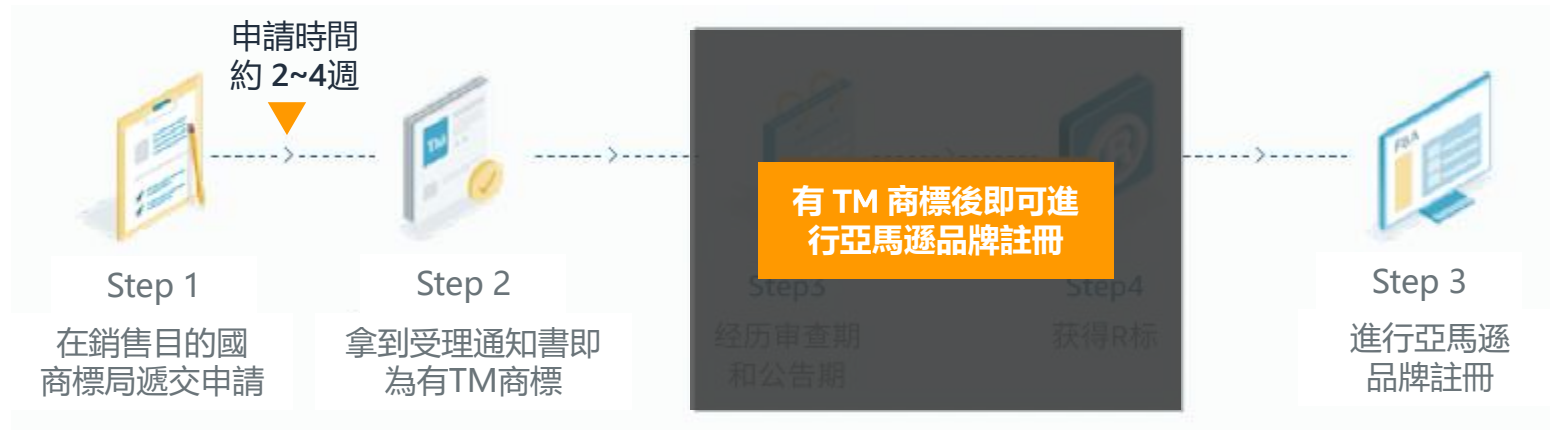 申請時間
約 2~4週
TM
FBA
有 TM 商標後即可進
行亞馬遜品牌註冊
Step 1
Step 2
Step3
Step4
Step 3
在銷售目的國
商標局遞交申請
拿到受理通知書即
為有TM商標
经历审查期
和公告期
获得R标
進行亞馬遜
品牌註冊